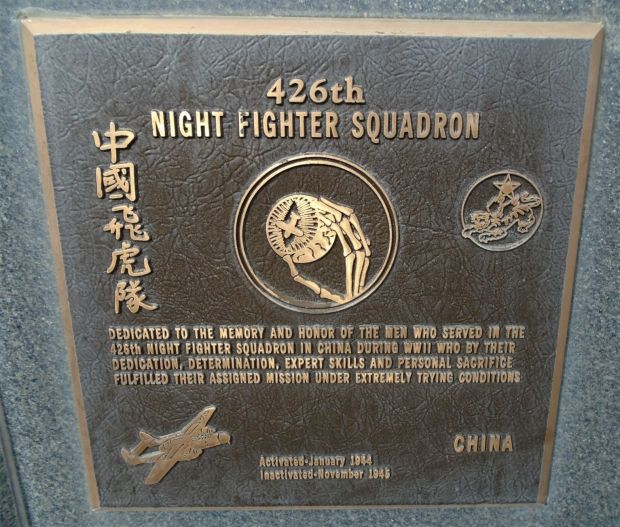 426th
NIGHT FIGHTER SQUADRON
中國飛虎隊
DEDICATED TO THE MEMORY AND HONOR OF THE MEN WHO SERVED IN THE
426th NIGHT FIGHTER SQUADRON IN CHINA DURING WWII WHO BY THEIR
DEDICATION, DETERMINATION, EXPERT SKILLS AND PERSONAL SACRIFICE
FULFILLED THEIR ASSIGNED MISSION UNDER EXTREMELY TRYING CONDITIONS
CHINA
Activated-January 1944
Inactivated-November 1945